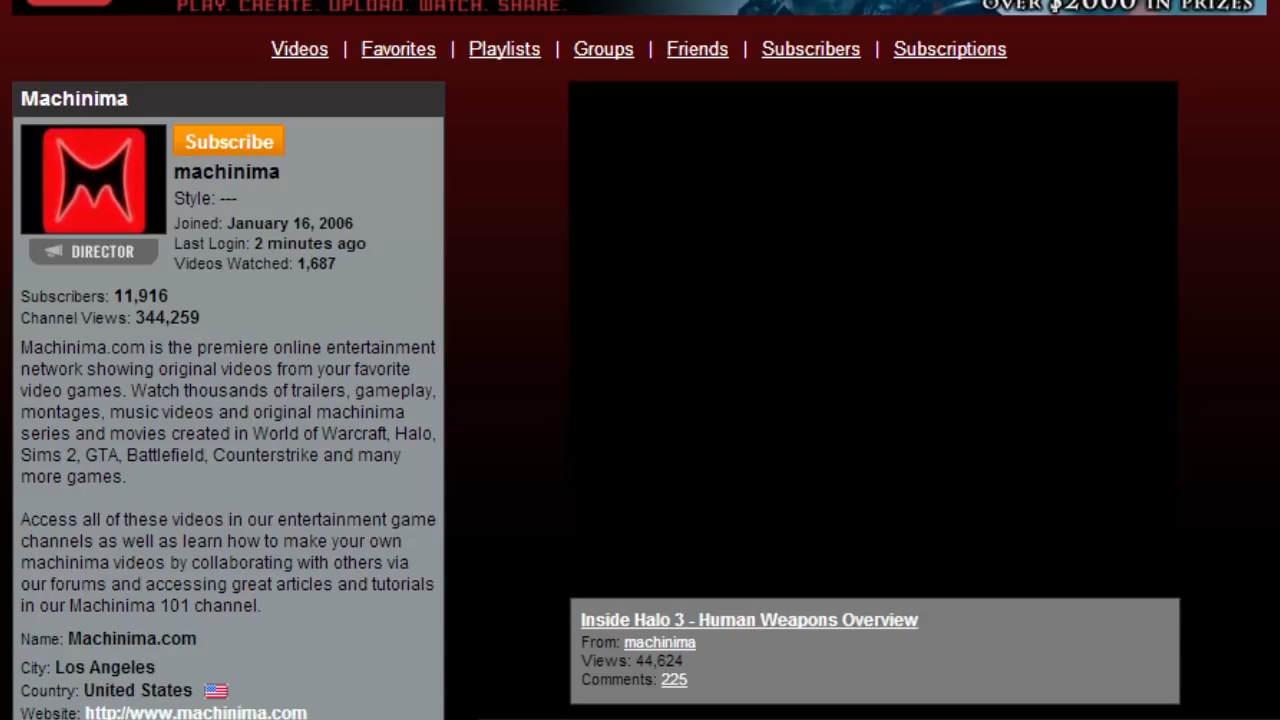 PLAY. CREATE. UPLOAD. WATCH. SHARE.
OVER $2000 IN PRIZES
Videos | Favorites | Playlists | Groups | Friends | Subscribers | Subscriptions
Machinima
Subscribe
machinima
Style: ---
Joined: January 16, 2006
Last Login: 2 minutes ago
Videos Watched: 1,687
DIRECTOR
Subscribers: 11,916
Channel Views: 344,259
Machinima.com is the premiere online entertainment
network showing original videos from your favorite
video games. Watch thousands of trailers, gameplay,
montages, music videos and original machinima
series and movies created in World of Warcraft, Halo,
Sims 2, GTA, Battlefield, Counterstrike and many
more games.
Access all of these videos in our entertainment game
channels as well as learn how to make your own
machinima videos by collaborating with others via
our forums and accessing great articles and tutorials
in our Machinima 101 channel.
Name: Machinima.com
City: Los Angeles
Country: United States
Website: http://www.machinima.com
Inside Halo 3 - Human Weapons Overview
From: machinima
Views: 44,624
Comments: 225